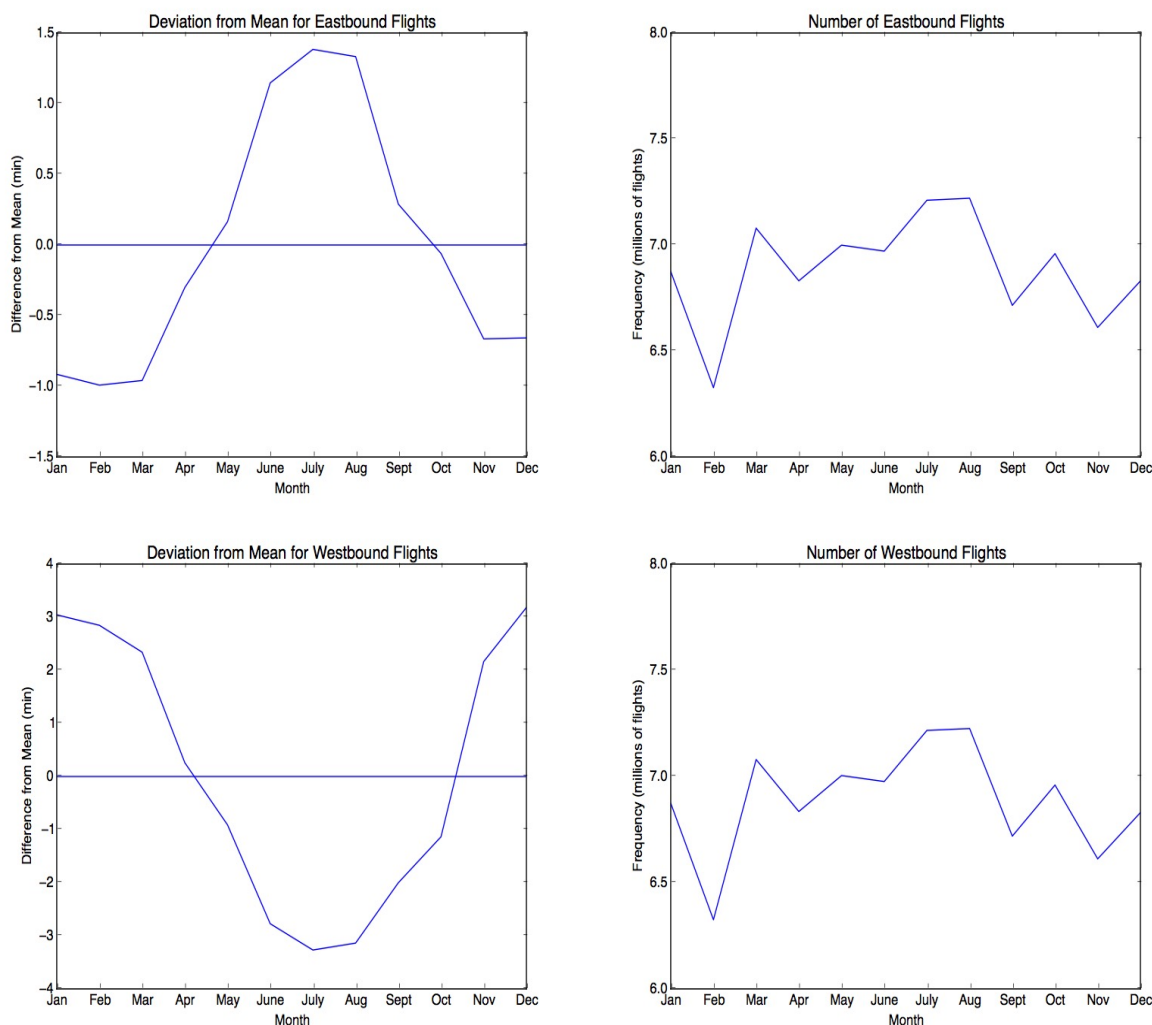 Deviation from Mean for Eastbound Flights
Difference from Mean (min)
1.5
1.0
0.5
0.0
−0.5
−1.0
−1.5
Jan Feb Mar Apr May June July Aug Sept Oct Nov Dec
Month
Number of Eastbound Flights
Frequency (millions of flights)
8.0
7.5
7.0
6.5
6.0
Jan Feb Mar Apr May June July Aug Sept Oct Nov Dec
Month
Deviation from Mean for Westbound Flights
Difference from Mean (min)
4
3
2
1
0
−1
−2
−3
−4
Jan Feb Mar Apr May June July Aug Sept Oct Nov Dec
Month
Number of Westbound Flights
Frequency (millions of flights)
8.0
7.5
7.0
6.5
6.0
Jan Feb Mar Apr May June July Aug Sept Oct Nov Dec
Month